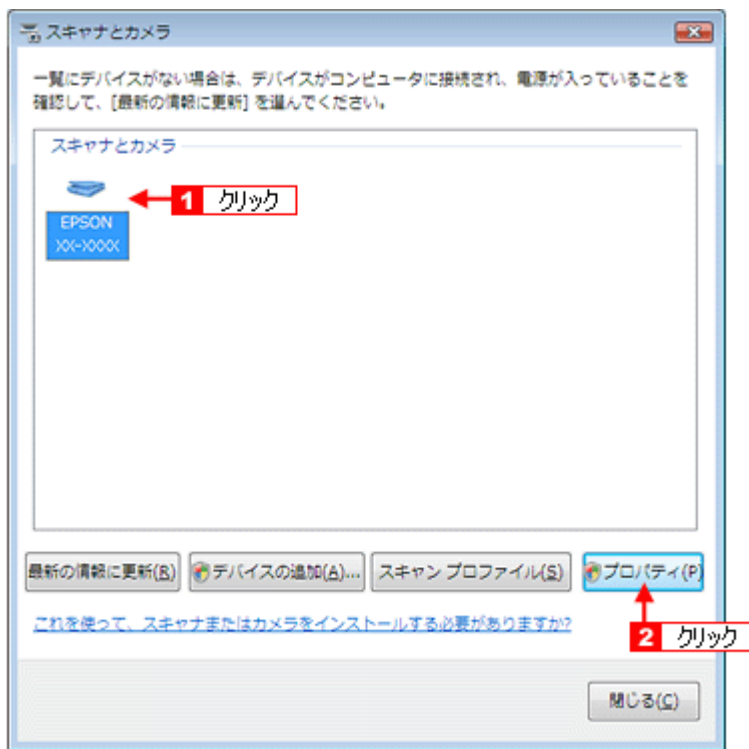 スキャナとカメラ
一覧にデバイスがない場合は、デバイスがコンピュータに接続され、電源が入っていることを
確認して、[最新の情報に更新] を選んでください。
スキャナとカメラ
1 クリック
EPSON
XX-XXXX
最新の情報に更新(R) デバイスの追加(A)... スキャン プロファイル(S) プロパティ(P)
これを使って、スキャナまたはカメラをインストールする必要がありますか?
2 クリック
閉じる(C)